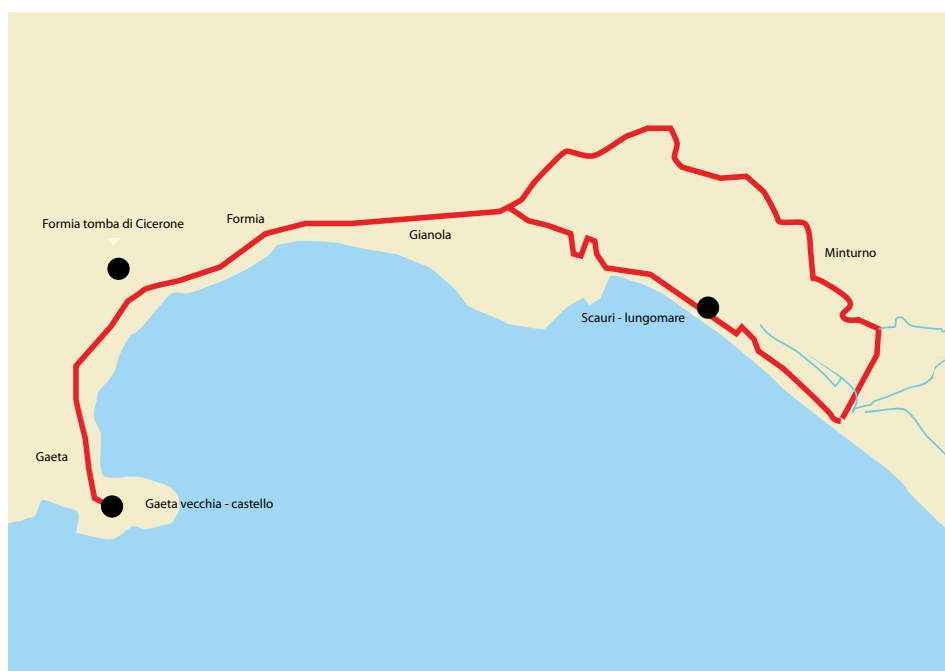 Formia tomba di Cicerone
Formia
Gianola
Minturno
Scauri - lungomare
Gaeta
Gaeta vecchia - castello